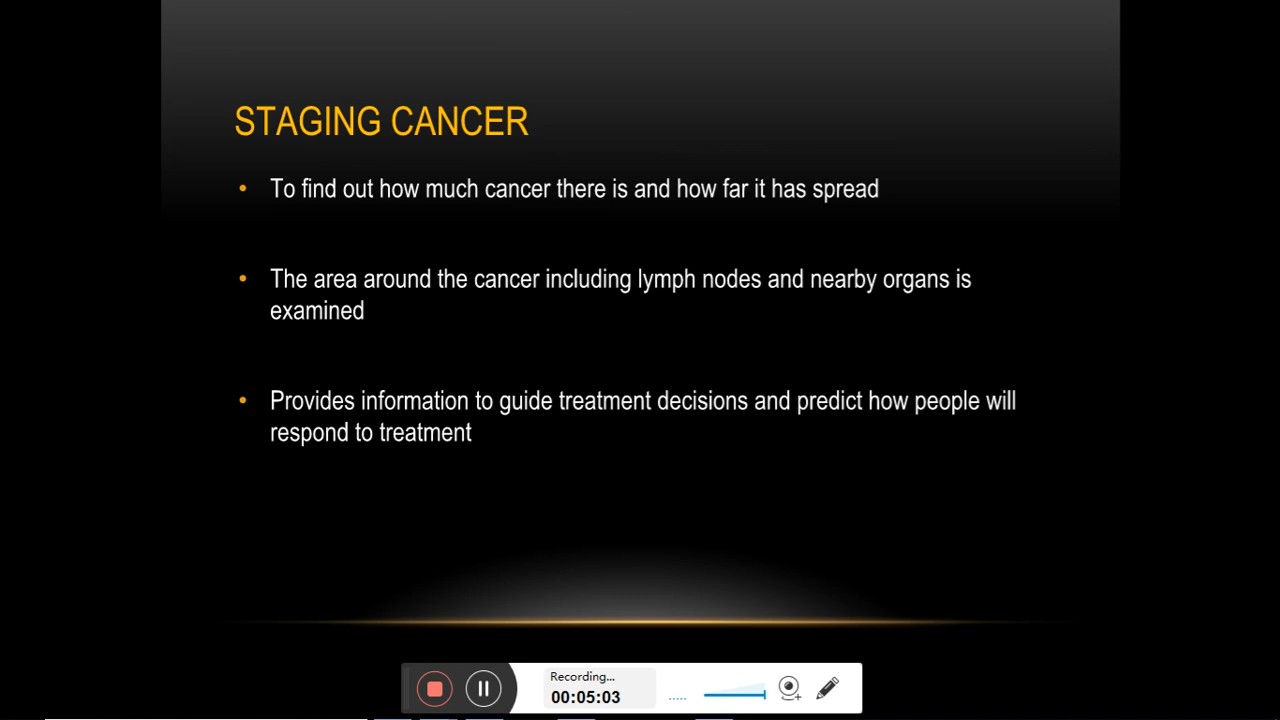 STAGING CANCER
• To find out how much cancer there is and how far it has spread
• The area around the cancer including lymph nodes and nearby organs is
examined
• Provides information to guide treatment decisions and predict how people will
respond to treatment
Recording...
00:05:03